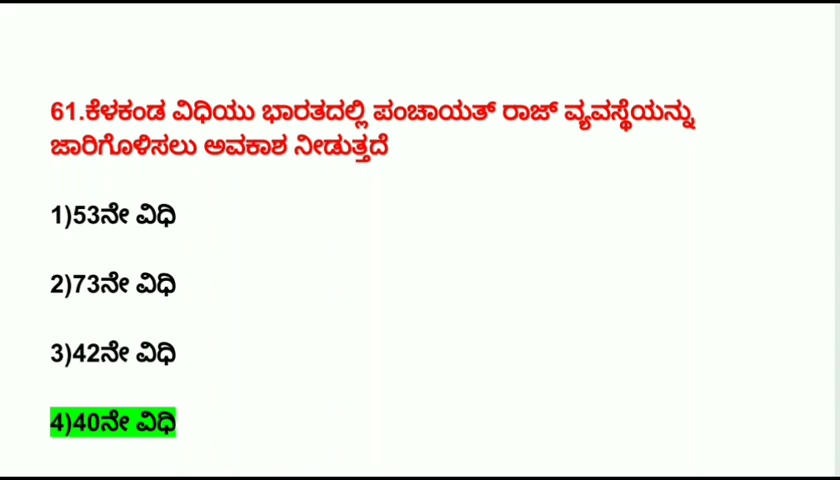 61.ಕೆಳಕಂಡ ವಿಧಿಯು ಭಾರತದಲ್ಲಿ ಪಂಚಾಯತ್ ರಾಜ್ ವ್ಯವಸ್ಥೆಯನ್ನು
ಜಾರಿಗೊಳಿಸಲು ಅವಕಾಶ ನೀಡುತ್ತದೆ
1)53ನೇ ವಿಧಿ
2)73ನೇ ವಿಧಿ
3)42ನೇ ವಿಧಿ
4)40ನೇ ವಿಧಿ